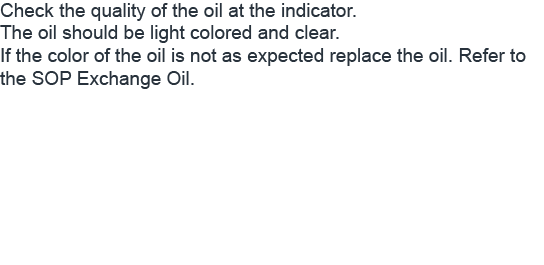 Check the quality of the oil at the indicator.
The oil should be light colored and clear.
If the color of the oil is not as expected replace the oil. Refer to
the SOP Exchange Oil.